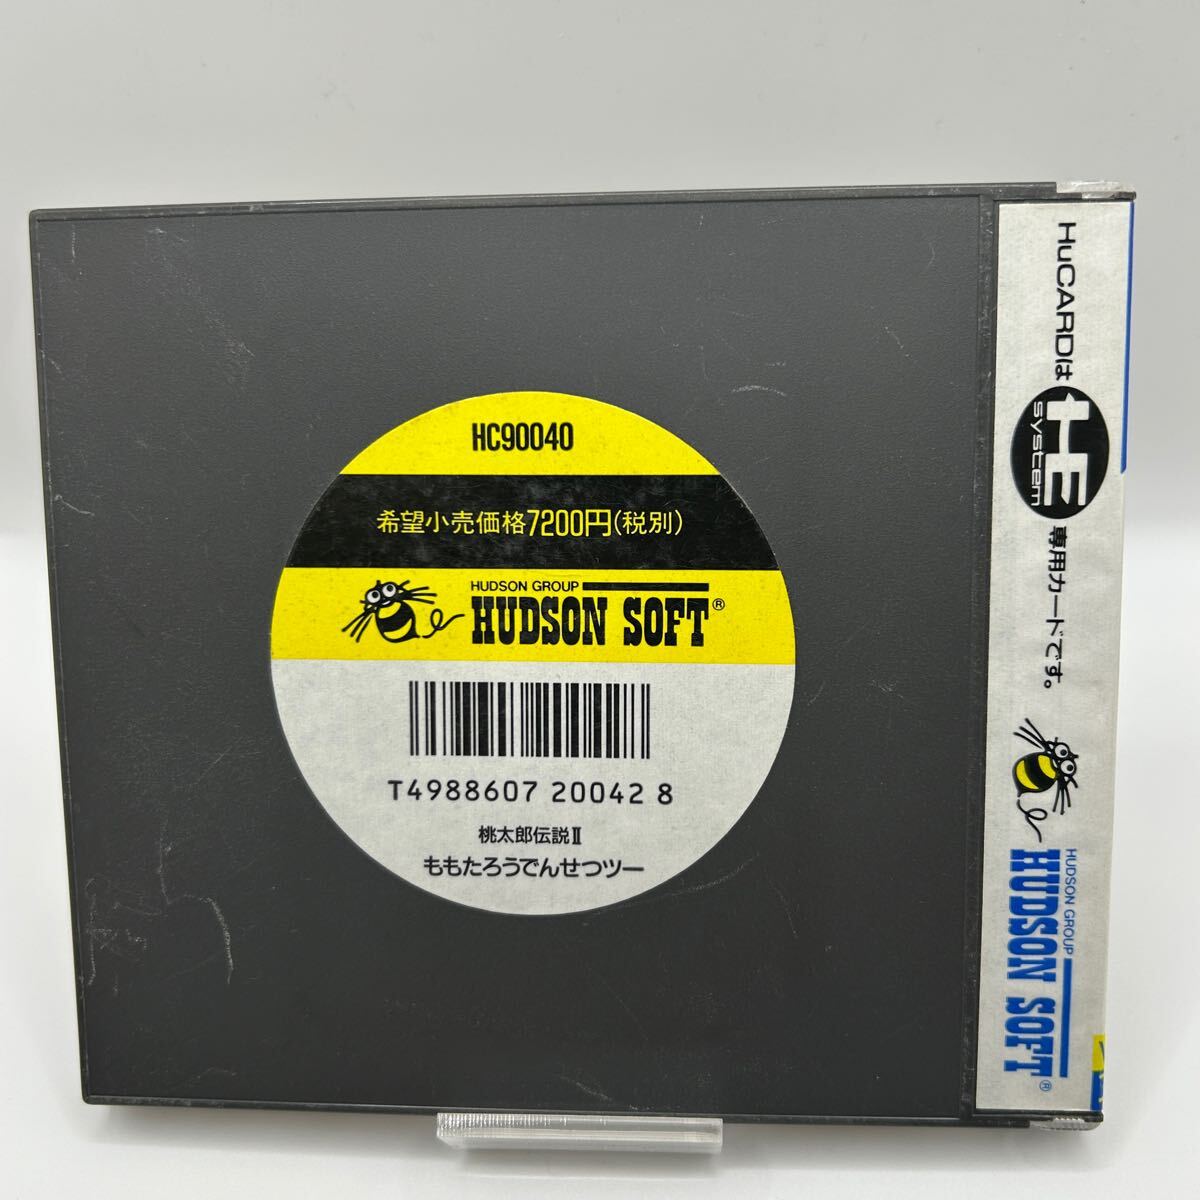 HC90040
希望小売価格7200円(税別)
HUDSON GROUP
HUDSON SOFT®
T4988607 20042 8
桃太郎伝説II
ももたろうでんせつツー
HuCARDは HE system 専用カードです。
HUDSON GROUP
HUDSON SOFT®